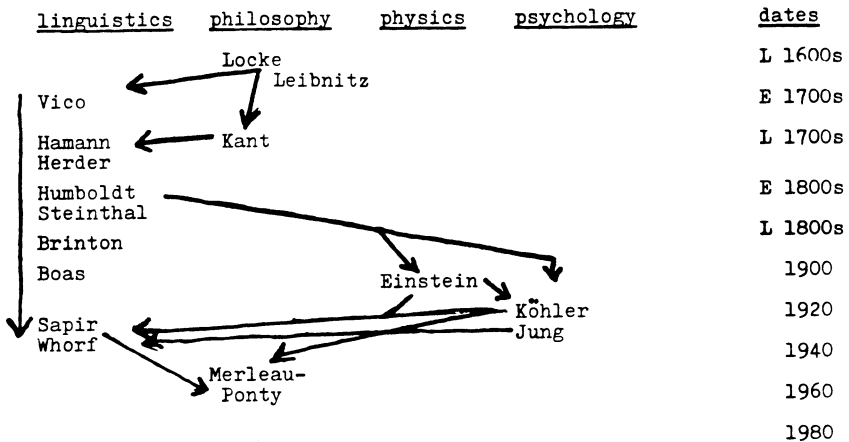 linguistics philosophy physics psychology dates
Locke L 1600s
Leibnitz
Vico E 1700s
Hamann Kant L 1700s
Herder
Humboldt E 1800s
Steinthal
L 1800s
Brinton
Boas 1900
Einstein
Köhler 1920
Sapir Jung
Whorf 1940
Merleau-
Ponty 1960
1980